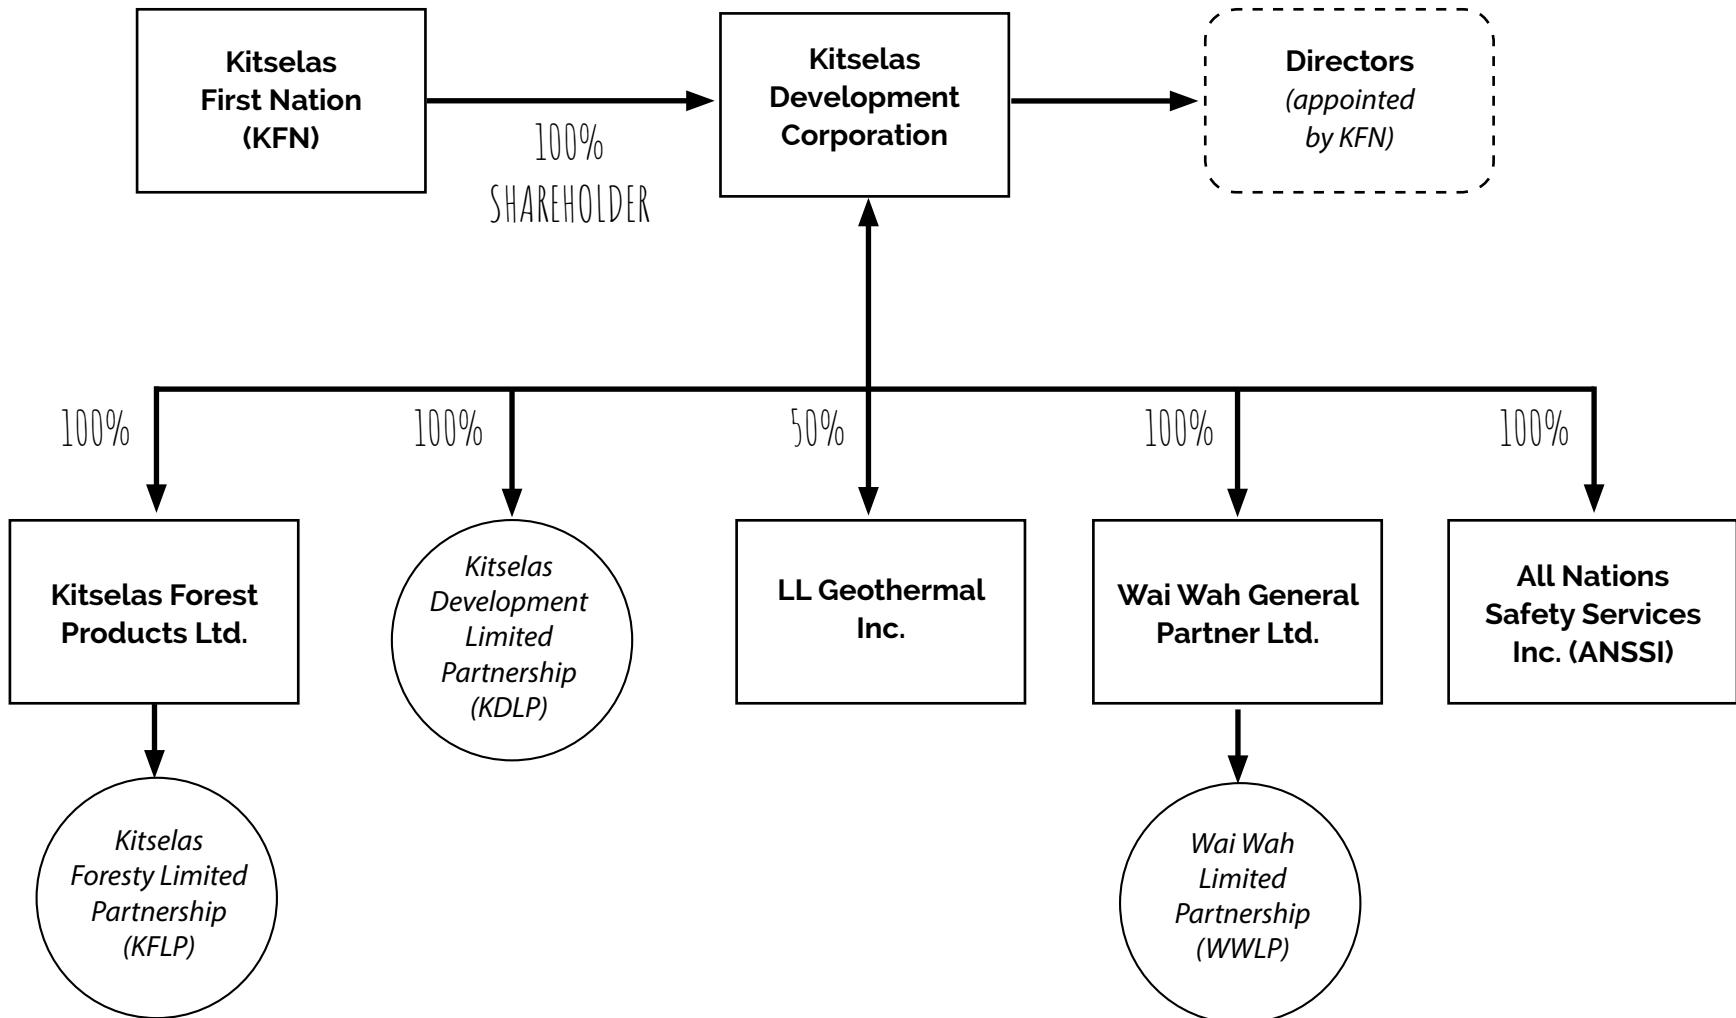 Kitselas
First Nation
(KFN)
100%
SHAREHOLDER
Kitselas
Development
Corporation
Directors
(appointed
by KFN)
100%
100%
50%
100%
100%
Kitselas Forest
Products Ltd.
Kitselas
Development
Limited
Partnership
(KDLP)
LL Geothermal
Inc.
Wai Wah General
Partner Ltd.
All Nations
Safety Services
Inc. (ANSSI)
Kitselas
Foresty Limited
Partnership
(KFLP)
Wai Wah
Limited
Partnership
(WWLP)